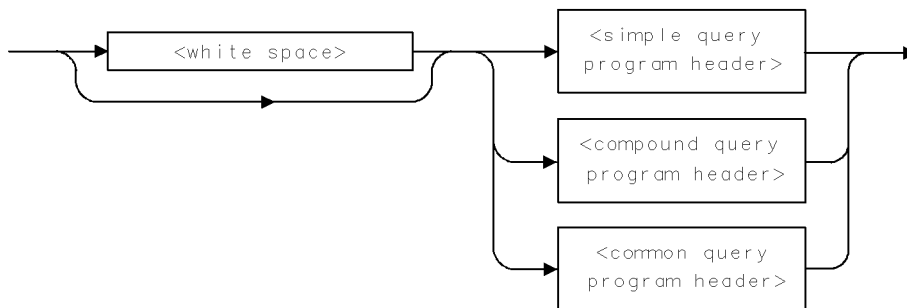 <white space>
<simple query
program header>
<compound query
program header>
<common query
program header>